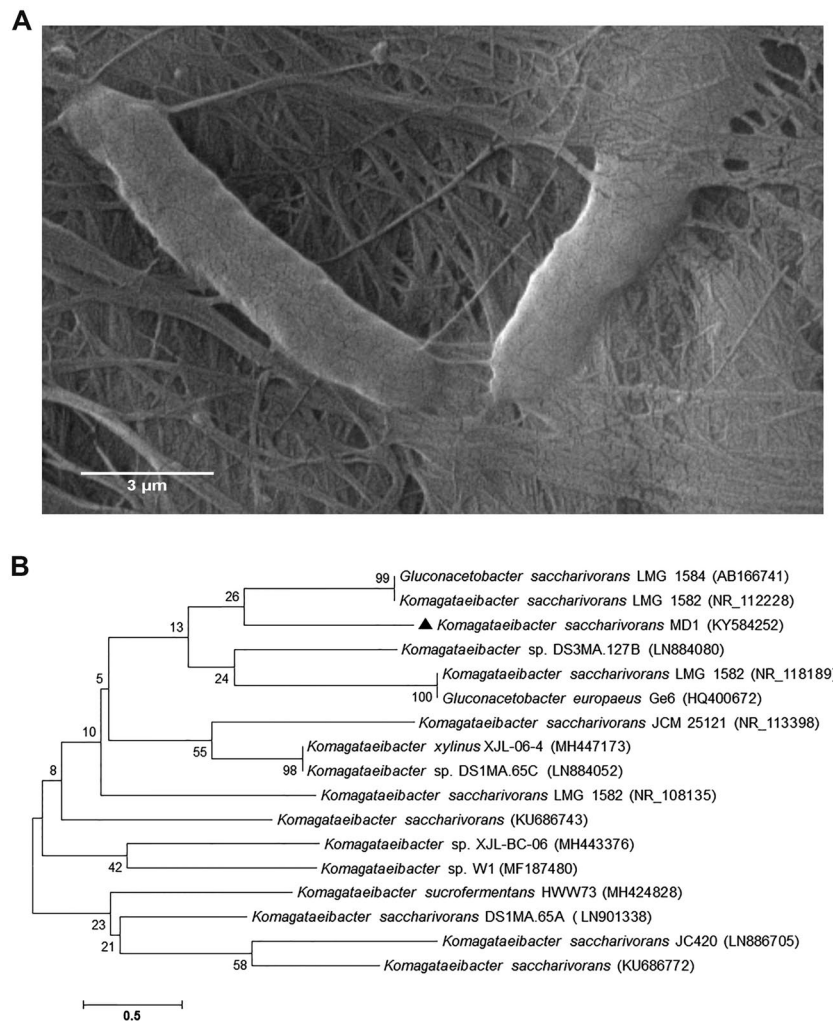 A
3 µm
B
99
Gluconacetobacter saccharivorans LMG 1584 (AB166741)
26
Komagataeibacter saccharivorans LMG 1582 (NR_112228)
13
Komagataeibacter saccharivorans MD1 (KY584252)
Komagataeibacter sp. DS3MA.127B (LN884080)
24
Komagataeibacter saccharivorans LMG 1582 (NR_118189)
5
100
Gluconacetobacter europaeus Ge6 (HQ400672)
Komagataeibacter saccharivorans JCM 25121 (NR_113398)
10
55
Komagataeibacter xylinus XJL-06-4 (MH447173)
98
Komagataeibacter sp. DS1MA.65C (LN884052)
8
Komagataeibacter saccharivorans LMG 1582 (NR_108135)
Komagataeibacter saccharivorans (KU686743)
Komagataeibacter sp. XJL-BC-06 (MH443376)
42
Komagataeibacter sp. W1 (MF187480)
Komagataeibacter sucrofermentans HWW73 (MH424828)
23
Komagataeibacter saccharivorans DS1MA.65A ( LN901338)
21
Komagataeibacter saccharivorans JC420 (LN886705)
58
Komagataeibacter saccharivorans (KU686772)
0.5